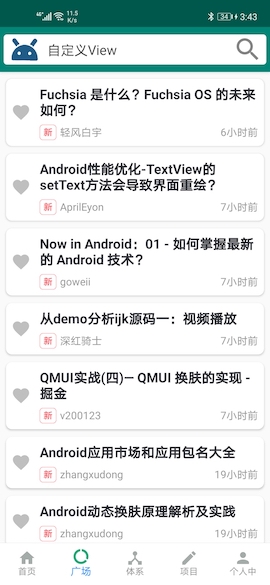 4G 11.5 K/s 34 3:43
自定义View
Fuchsia 是什么？Fuchsia OS 的未来
如何？
新 轻风白宇 6小时前
Android性能优化-TextView的
setText方法会导致界面重绘？
新 AprilEyon 7小时前
Now in Android：01 - 如何掌握最新
的 Android 技术？
新 goweii 7小时前
从demo分析ijk源码一：视频播放
新 深红骑士 7小时前
QMUI实战(四)— QMUI 换肤的实现 -
掘金
新 v200123 7小时前
Android应用市场和应用包名大全
新 zhangxudong 19小时前
Android动态换肤原理解析及实践
新 zhangxudong 19小时前
首页 广场 体系 项目 个人中